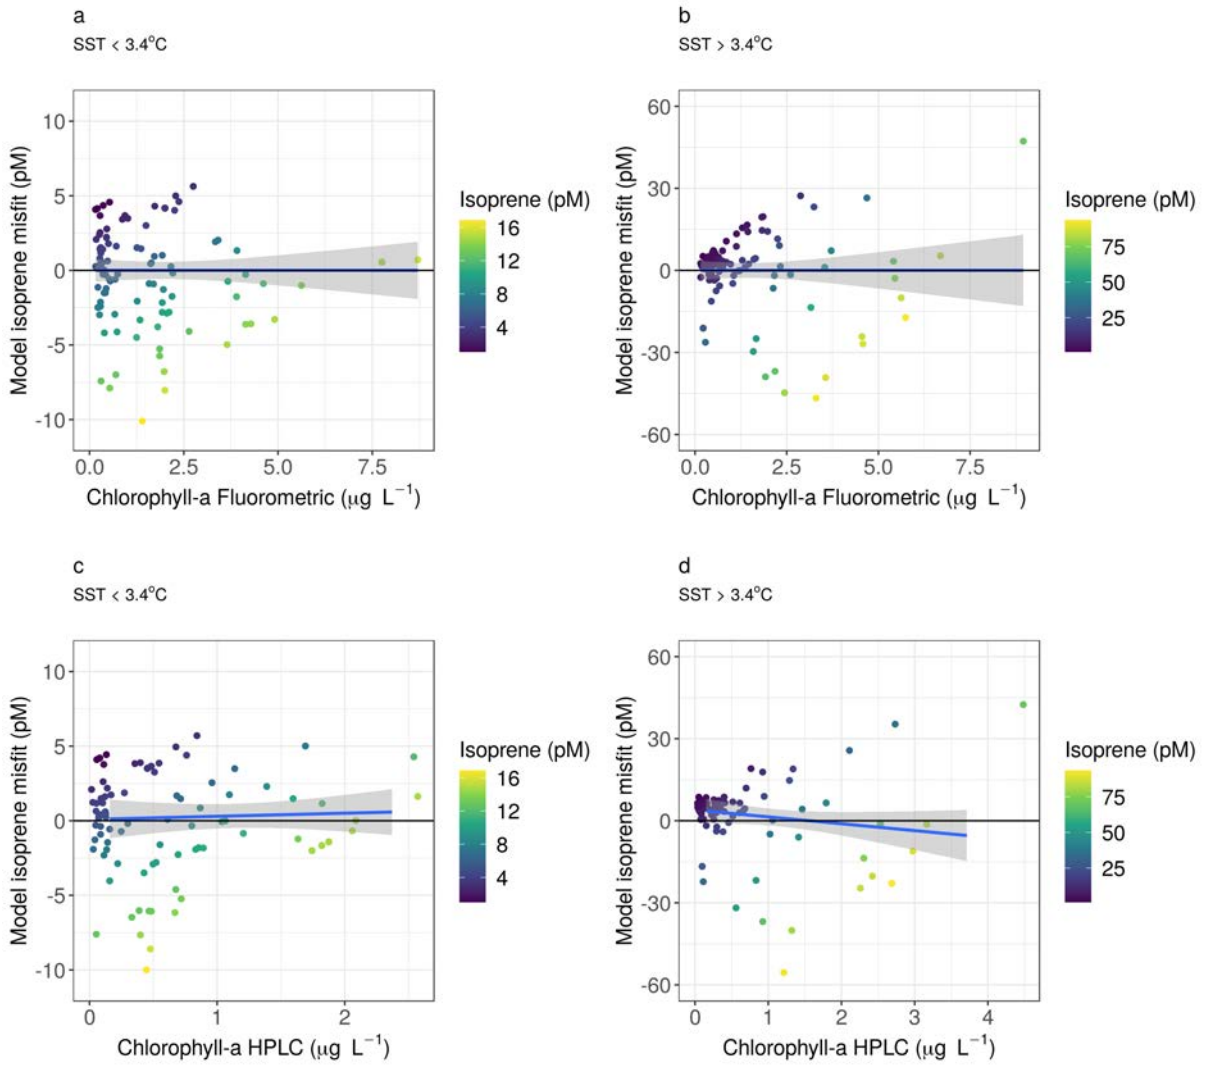 a
SST < 3.4°C
Model isoprene misfit (pM)
10
5
0
-5
-10
0.0 2.5 5.0 7.5
Chlorophyll-a Fluorometric (μg L⁻¹)
Isoprene (pM)
16
12
8
4
b
SST > 3.4°C
Model isoprene misfit (pM)
60
30
0
-30
-60
0.0 2.5 5.0 7.5
Chlorophyll-a Fluorometric (μg L⁻¹)
Isoprene (pM)
75
50
25
c
SST < 3.4°C
Model isoprene misfit (pM)
10
5
0
-5
-10
0 1 2
Chlorophyll-a HPLC (μg L⁻¹)
Isoprene (pM)
16
12
8
4
d
SST > 3.4°C
Model isoprene misfit (pM)
60
30
0
-30
-60
0 1 2 3 4
Chlorophyll-a HPLC (μg L⁻¹)
Isoprene (pM)
75
50
25